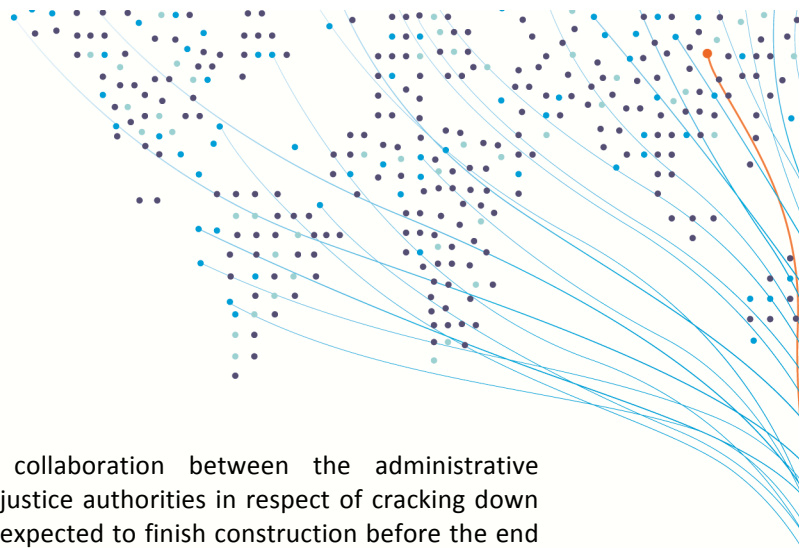 collaboration between the administrative
justice authorities in respect of cracking down
expected to finish construction before the end